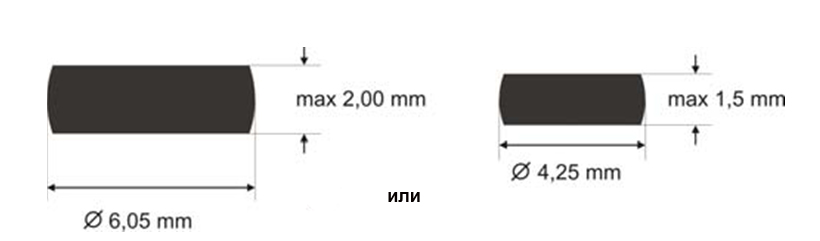 max 2,00 mm
max 1,5 mm
Ø 4,25 mm
или
Ø 6,05 mm